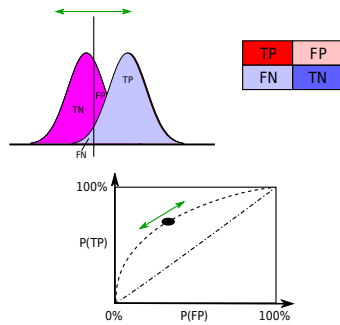 TP
FP
TN
FN
TP FP
FN TN
100%
P(TP)
0% P(FP) 100%